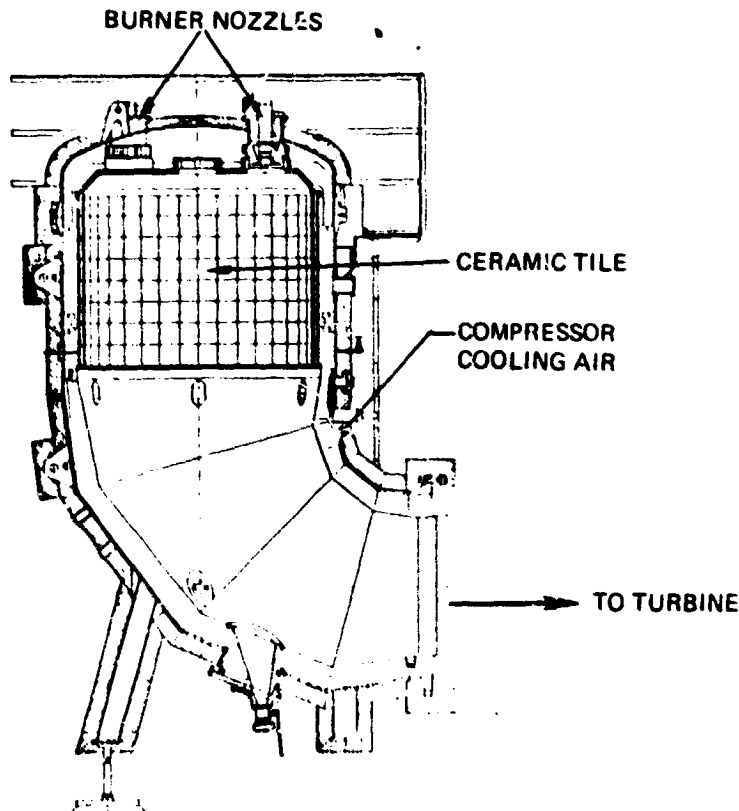 BURNER NOZZLES
CERAMIC TILE
COMPRESSOR
COOLING AIR
TO TURBINE